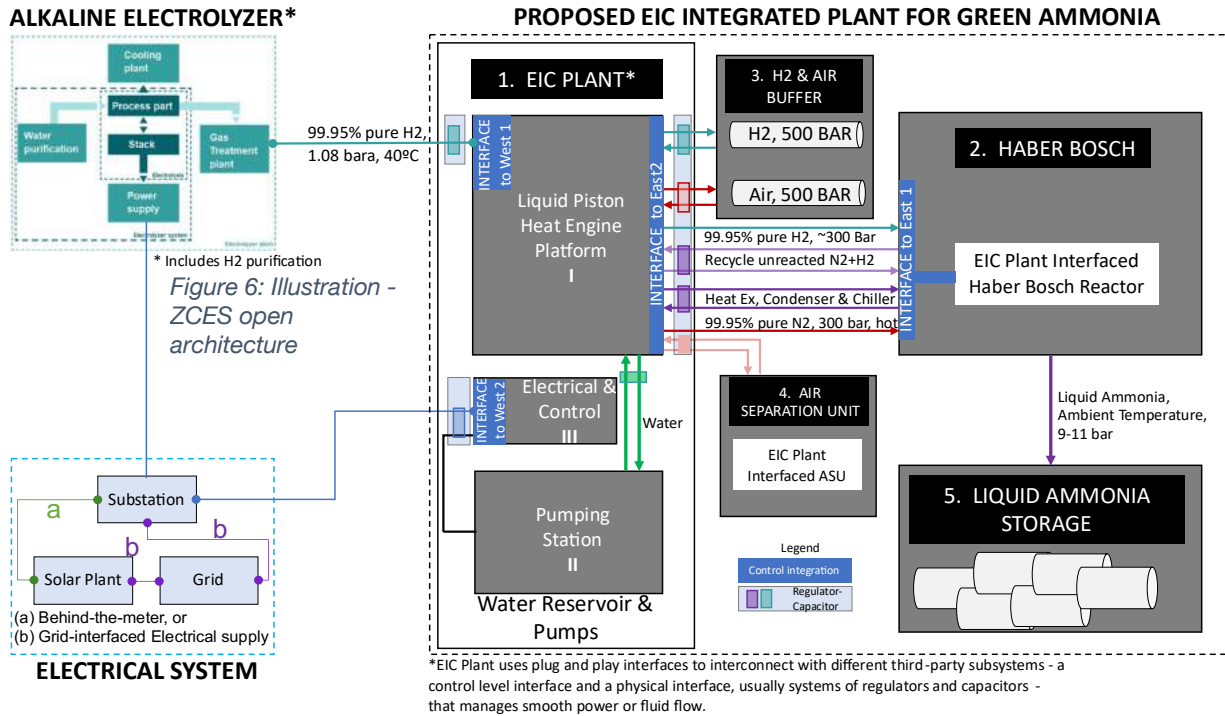 ALKALINE ELECTROLYZER*
Cooling
plant
Process part
Water
purification
Stack
Gas
Treatment
plant
Electrolysis
Power
supply
Electrolyser system
Electrolyser plant
* Includes H2 purification
99.95% pure H2,
1.08 bara, 40ºC
Figure 6: Illustration -
ZCES open
architecture
Substation
a
b
b
Solar Plant
Grid
(a) Behind-the-meter, or
(b) Grid-interfaced Electrical supply
ELECTRICAL SYSTEM
PROPOSED EIC INTEGRATED PLANT FOR GREEN AMMONIA
1. EIC PLANT*
INTERFACE
to West 1
INTERFACE to East2
Liquid Piston
Heat Engine
Platform
I
INTERFACE
to West 2
Electrical &
Control
III
Water
Pumping
Station
II
Water Reservoir &
Pumps
3. H2 & AIR
BUFFER
H2, 500 BAR
Air, 500 BAR
99.95% pure H2, ~300 Bar
Recycle unreacted N2+H2
Heat Ex, Condenser & Chiller
99.95% pure N2, 300 bar, hot
2. HABER BOSCH
INTERFACE to East 1
EIC Plant Interfaced
Haber Bosch Reactor
4. AIR
SEPARATION UNIT
EIC Plant
Interfaced ASU
Liquid Ammonia,
Ambient Temperature,
9-11 bar
5. LIQUID AMMONIA
STORAGE
Legend
Control integration
Regulator-
Capacitor
*EIC Plant uses plug and play interfaces to interconnect with different third-party subsystems - a
control level interface and a physical interface, usually systems of regulators and capacitors -
that manages smooth power or fluid flow.